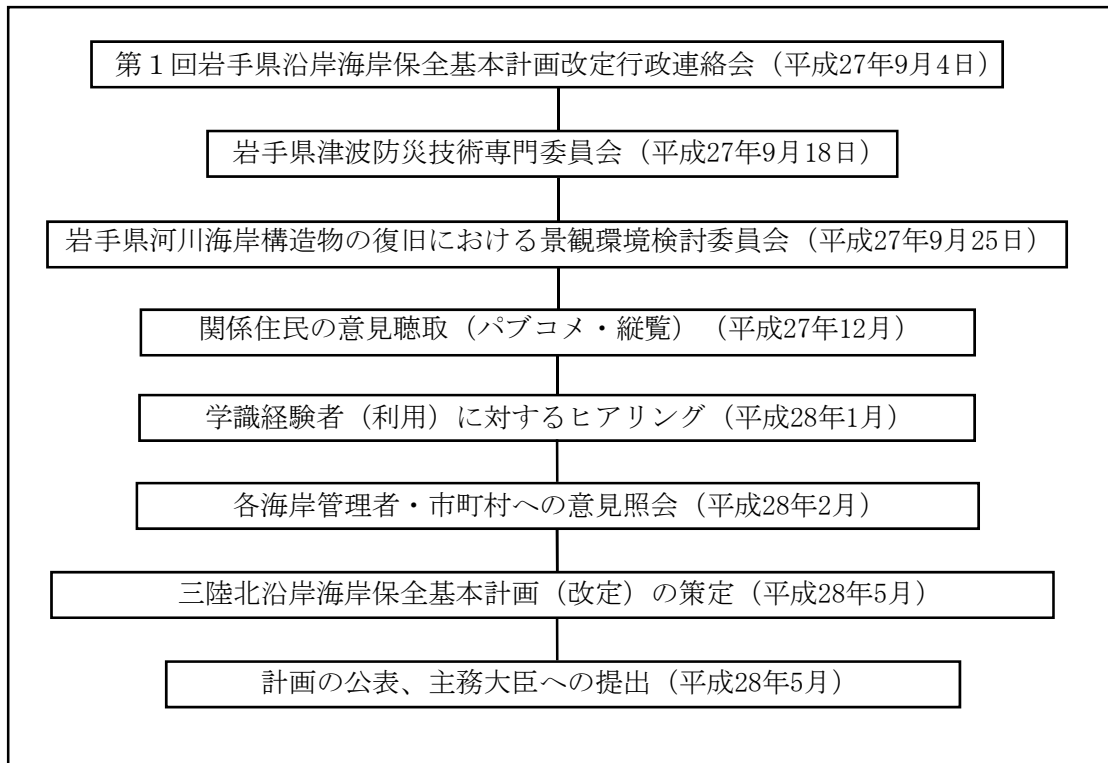 第１回岩手県沿岸海岸保全基本計画改定行政連絡会（平成27年9月4日）
岩手県津波防災技術専門委員会（平成27年9月18日）
岩手県河川海岸構造物の復旧における景観環境検討委員会（平成27年9月25日）
関係住民の意見聴取（パブコメ・縦覧）（平成27年12月）
学識経験者（利用）に対するヒアリング（平成28年1月）
各海岸管理者・市町村への意見照会（平成28年2月）
三陸北沿岸海岸保全基本計画（改定）の策定（平成28年5月）
計画の公表、主務大臣への提出（平成28年5月）